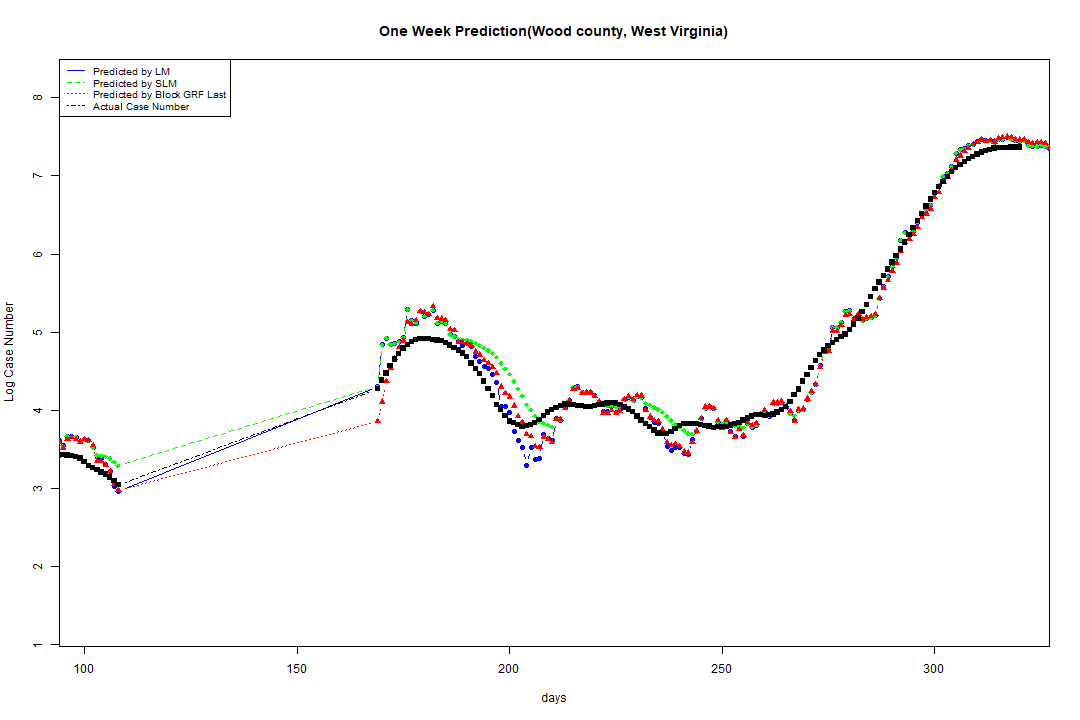 One Week Prediction(Wood county, West Virginia)
Predicted by LM
Predicted by SLM
Predicted by Block GRF Last
Actual Case Number
8
7
6
5
4
3
2
1
Log Case Number
100 150 200 250 300
days